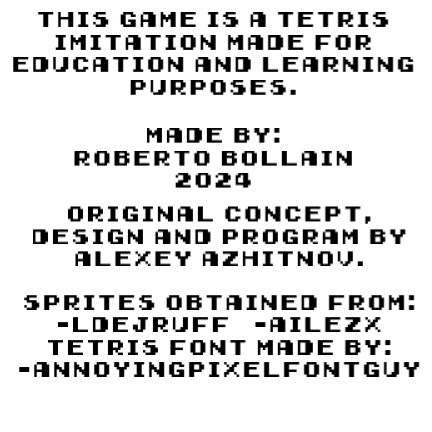 THIS GAME IS A TETRIS
IMITATION MADE FOR
EDUCATION AND LEARNING
PURPOSES.
MADE BY:
ROBERTO BOLLAIN
2024
ORIGINAL CONCEPT,
DESIGN AND PROGRAM BY
ALEXEY AZHITNOV.
SPRITES OBTAINED FROM:
-LDEJRUFF -AILEZX
TETRIS FONT MADE BY:
-ANNOYINGPIXELFONTGUY